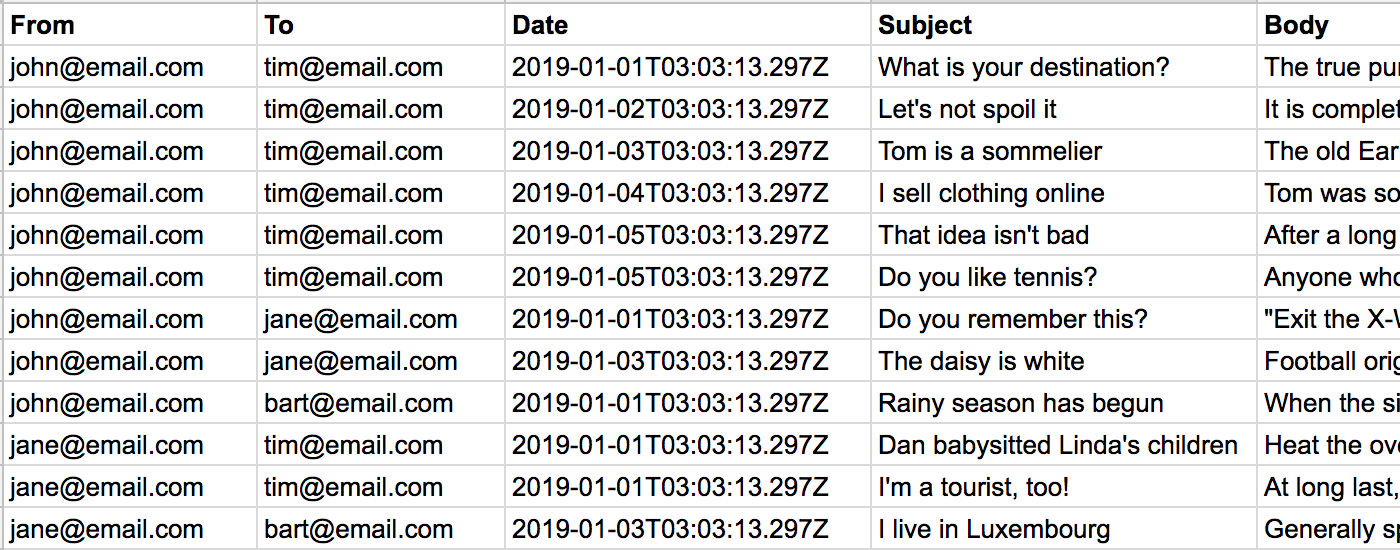 From To Date Subject Body
john@email.com tim@email.com 2019-01-01T03:03:13.297Z What is your destination? The true
john@email.com tim@email.com 2019-01-02T03:03:13.297Z Let's not spoil it It is
john@email.com tim@email.com 2019-01-03T03:03:13.297Z Tom is a sommelier The old
john@email.com tim@email.com 2019-01-04T03:03:13.297Z I sell clothing online Tom was
john@email.com tim@email.com 2019-01-05T03:03:13.297Z That idea isn't bad After a long
john@email.com tim@email.com 2019-01-05T03:03:13.297Z Do you like tennis? Anyone
john@email.com jane@email.com 2019-01-01T03:03:13.297Z Do you remember this? "Exit the
john@email.com jane@email.com 2019-01-03T03:03:13.297Z The daisy is white Football
john@email.com bart@email.com 2019-01-01T03:03:13.297Z Rainy season has begun When the
jane@email.com tim@email.com 2019-01-01T03:03:13.297Z Dan babysitted Linda's children Heat the
jane@email.com tim@email.com 2019-01-01T03:03:13.297Z I'm a tourist, too! At long last,
jane@email.com bart@email.com 2019-01-03T03:03:13.297Z I live in Luxembourg Generally